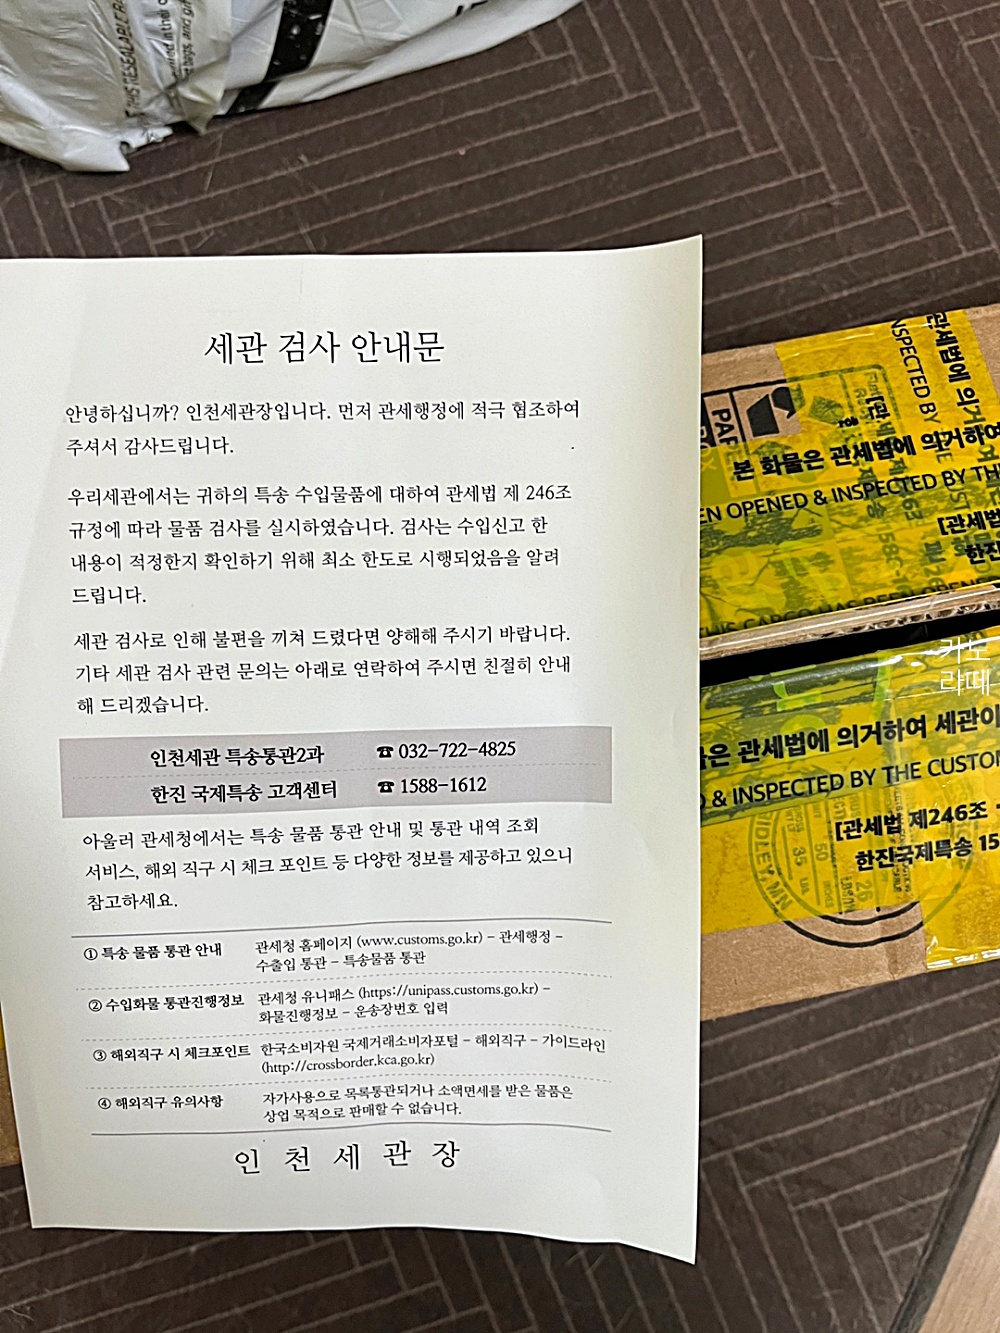 THIS RESEALABLE
세관 검사 안내문
안녕하십니까? 인천세관장입니다. 먼저 관세행정에 적극 협조하여
주셔서 감사드립니다.
우리세관에서는 귀하의 특송 수입물품에 대하여 관세법 제 246조
규정에 따라 물품 검사를 실시하였습니다. 검사는 수입신고 한
내용이 적정한지 확인하기 위해 최소 한도로 시행되었음을 알려
드립니다.
세관 검사로 인해 불편을 끼쳐 드렸다면 양해해 주시기 바랍니다.
기타 세관 검사 관련 문의는 아래로 연락하여 주시면 친절히 안내
해 드리겠습니다.
인천세관 특송통관2과 ☎ 032-722-4825
한진 국제특송 고객센터 ☎ 1588-1612
아울러 관세청에서는 특송 물품 통관 안내 및 통관 내역 조회
서비스, 해외 직구 시 체크 포인트 등 다양한 정보를 제공하고 있으니
참고하세요.
① 특송 물품 통관 안내 관세청 홈페이지 (www.customs.go.kr) - 관세행정 -
수출입 통관 - 특송물품 통관
② 수입화물 통관진행정보 관세청 유니패스 (https://unipass.customs.go.kr) -
화물진행정보 - 운송장번호 입력
③ 해외직구 시 체크포인트 한국소비자원 국제거래소비자포털 - 해외직구 - 가이드라인
(http://crossborder.kca.go.kr)
④ 해외직구 유의사항 자가사용으로 목록통관되거나 소액면세를 받은 물품은
상업 목적으로 판매할 수 없습니다.
인 천 세 관 장
관세법에 의거
NSPECTED BY
PAPE
본 화물은 관세법에 의거하여
EN OPENED & INSPECTED BY TH
[관세법
한진
THIS CARGO HAS BEEN OPENED
카도
라떼
은 관세법에 의거하여 세관이
& INSPECTED BY THE CUSTOM
[관세법 제246조
한진국제특송 15
RIDLEY, MN